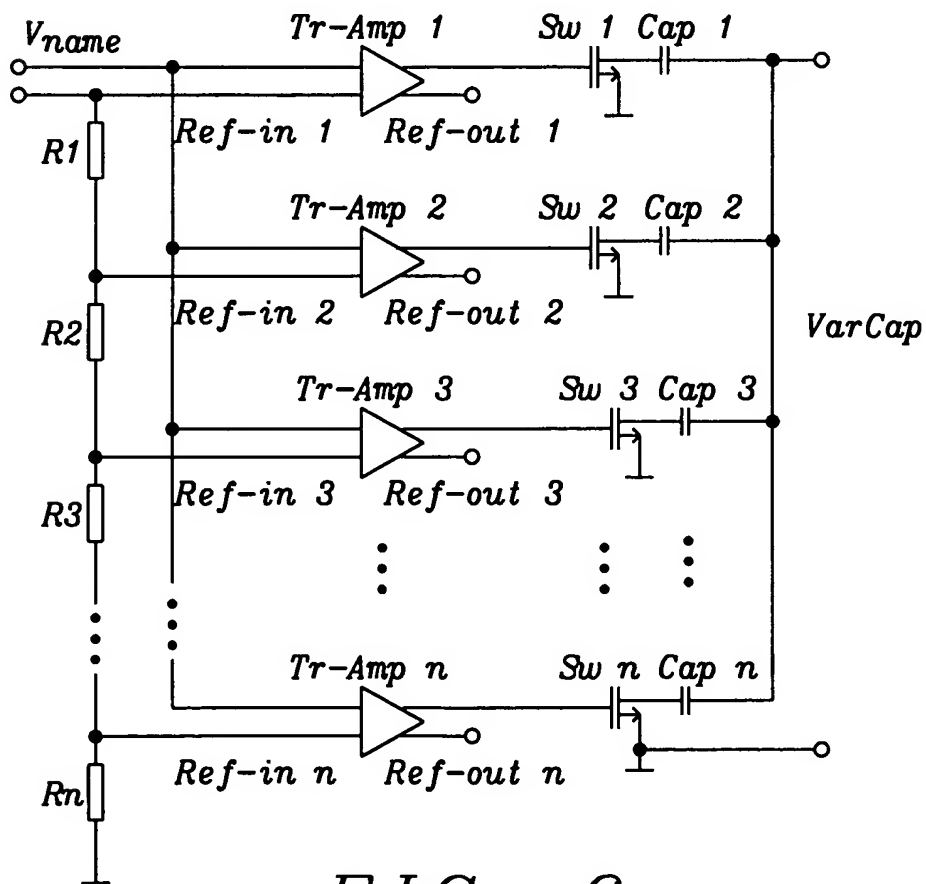 Tr-Amp 1 Sw 1 Cap 1
Vname
Ref-in 1 Ref-out 1
R1
Tr-Amp 2 Sw 2 Cap 2
Ref-in 2 Ref-out 2
R2
VarCap
Tr-Amp 3 Sw 3 Cap 3
Ref-in 3 Ref-out 3
R3
Tr-Amp n Sw n Cap n
Ref-in n Ref-out n
Rn